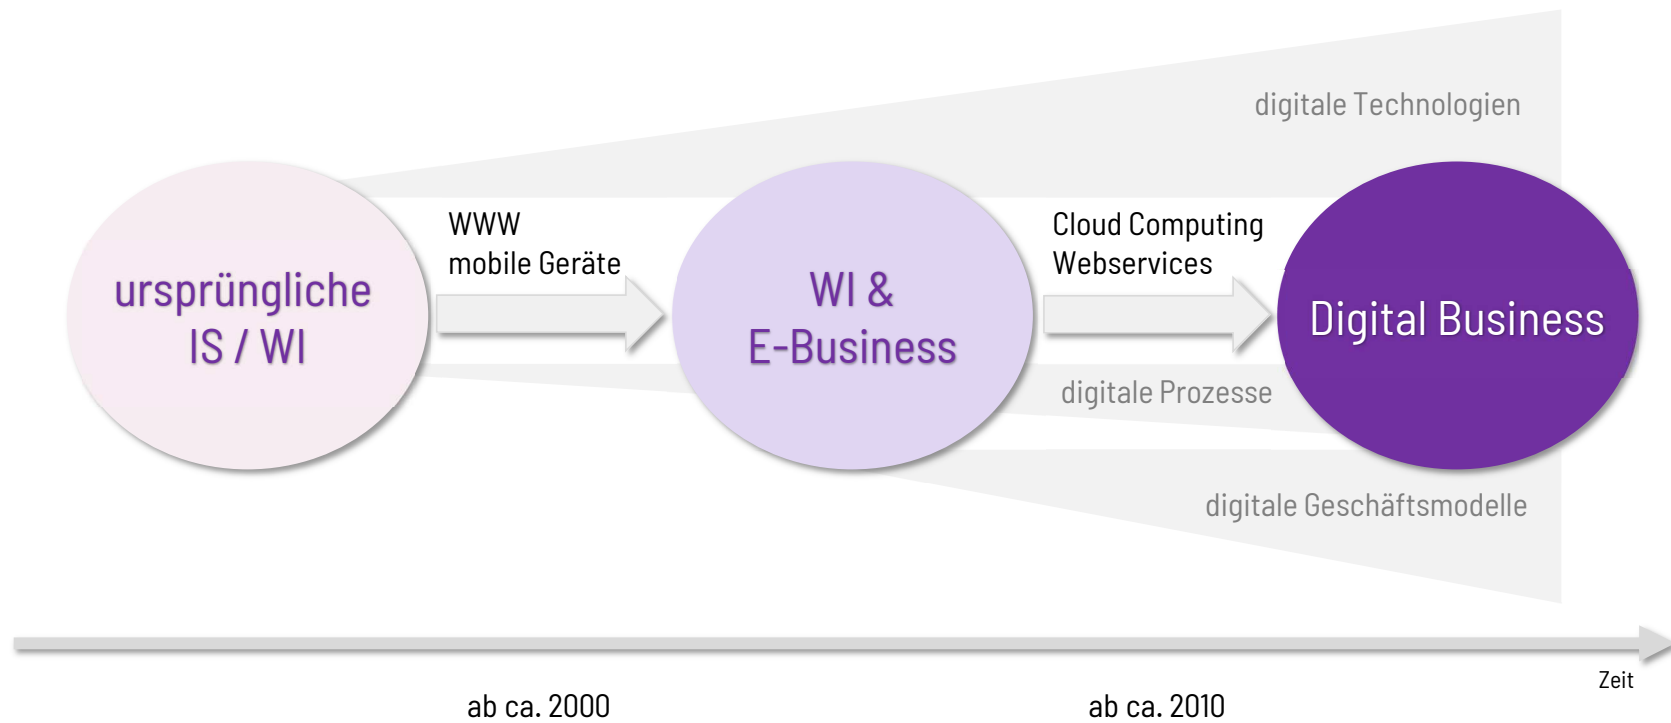 digitale Technologien
WWW
mobile Geräte
Cloud Computing
Webservices
ursprüngliche
IS / WI
WI &
E-Business
Digital Business
digitale Prozesse
digitale Geschäftsmodelle
Zeit
ab ca. 2000
ab ca. 2010